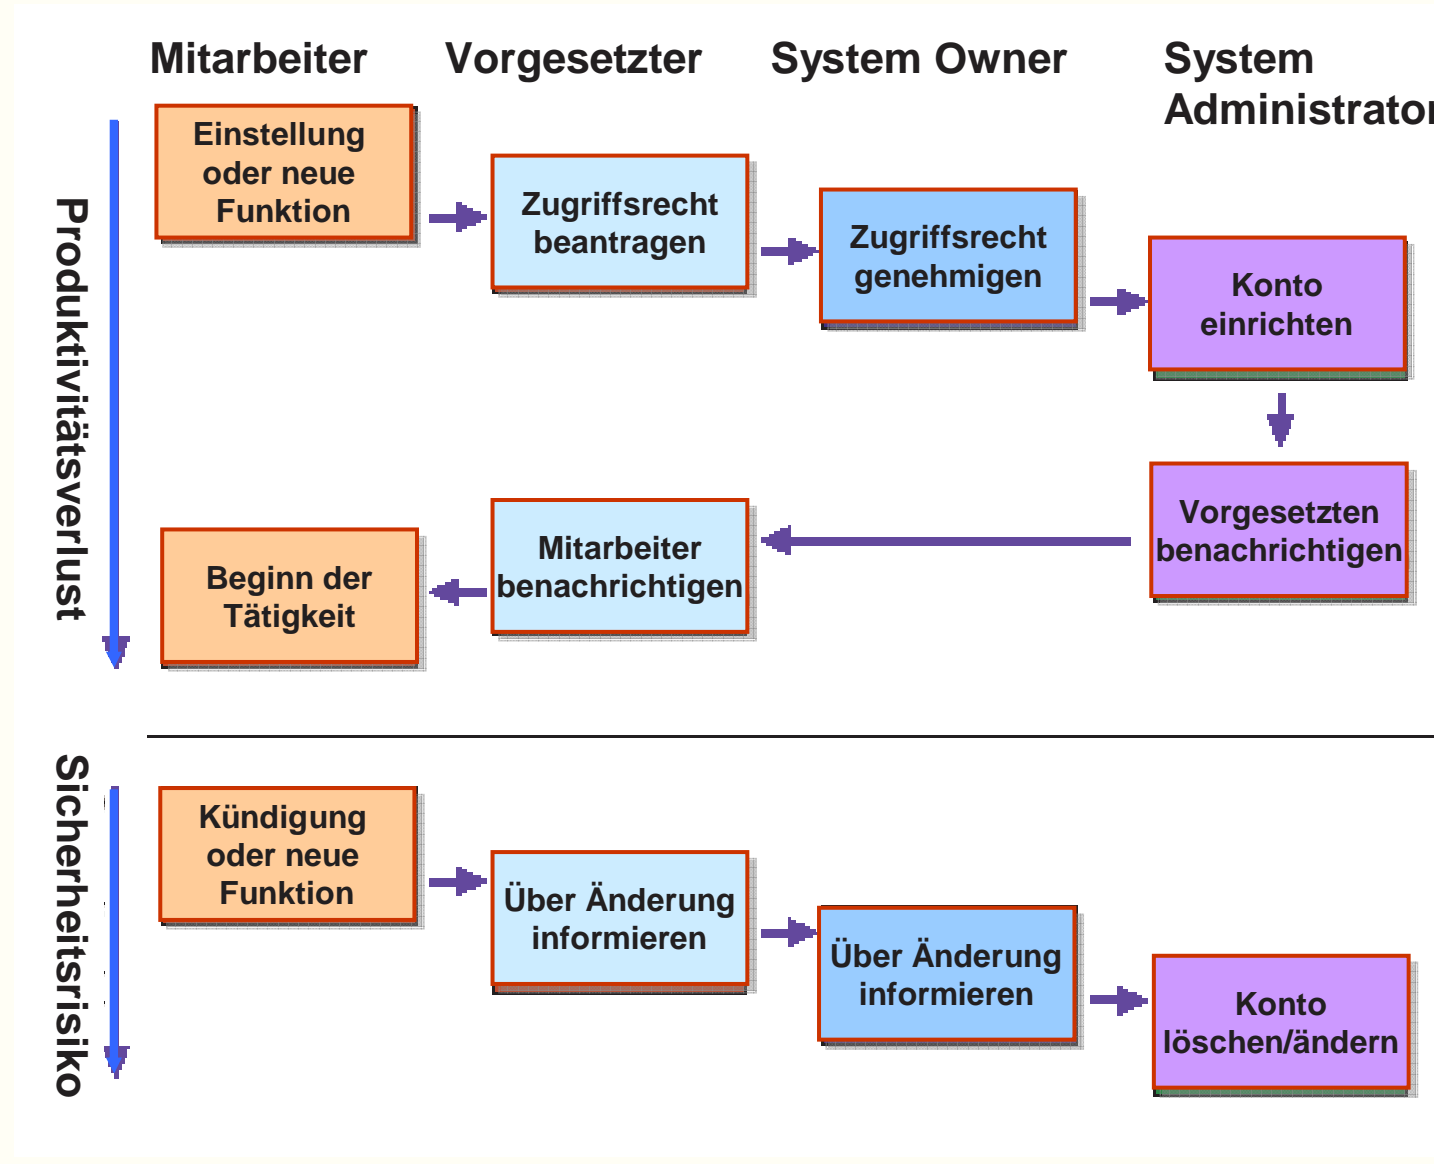 Mitarbeiter
Vorgesetzter
System Owner
System
Administrator
Produktivitätsverlust
Einstellung
oder neue
Funktion
Zugriffsrecht
beantragen
Zugriffsrecht
genehmigen
Konto
einrichten
Vorgesetzten
benachrichtigen
Mitarbeiter
benachrichtigen
Beginn der
Tätigkeit
Sicherheitsrisiko
Kündigung
oder neue
Funktion
Über Änderung
informieren
Über Änderung
informieren
Konto
löschen/ändern